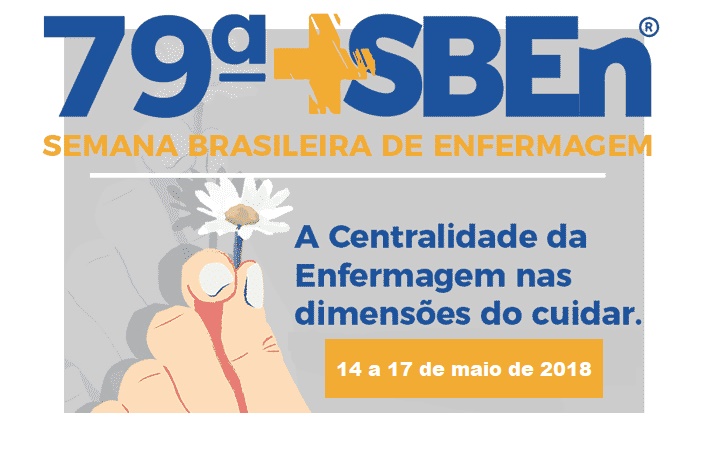 79ª SBEn®
SEMANA BRASILEIRA DE ENFERMAGEM
A Centralidade da
Enfermagem nas
dimensões do cuidar.
14 a 17 de maio de 2018